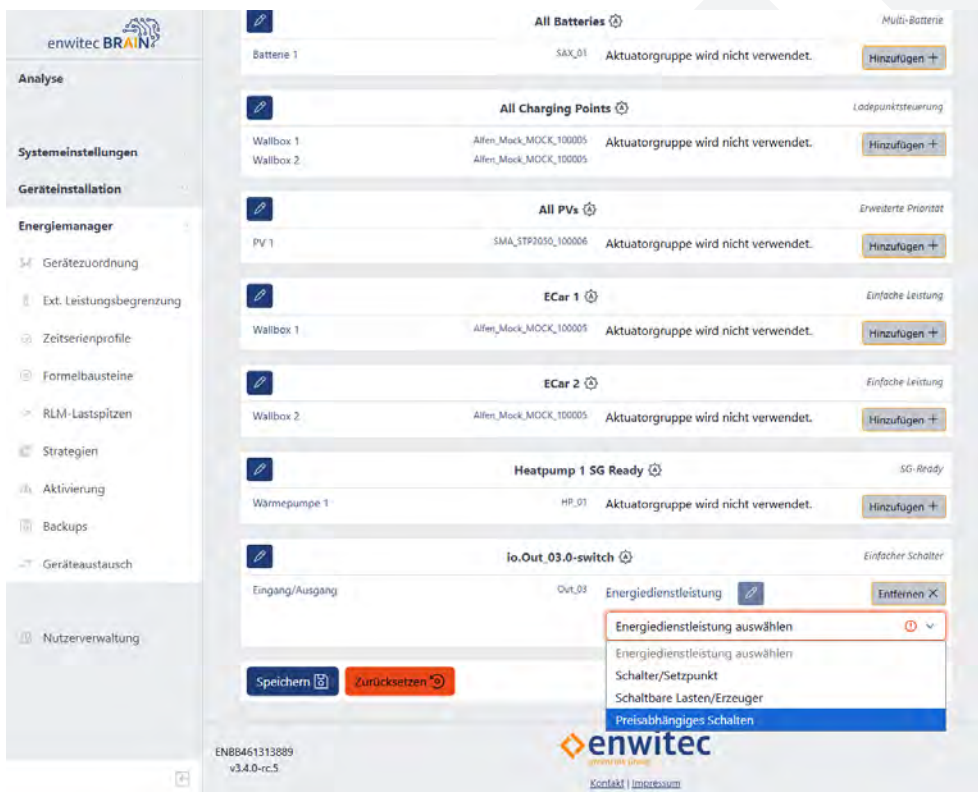 enwitec BRAIN
Analyse
Systemeinstellungen
Geräteinstallation
Energiemanager
Gerätezuordnung
Ext. Leistungsbegrenzung
Zeitserienprofile
Formelbausteine
RLM-Lastspitzen
Strategien
Aktivierung
Backups
Geräteaustausch
Nutzerverwaltung
All Batteries Multi-Batterie
Batterie 1 SAX_01 Aktuatorgruppe wird nicht verwendet. Hinzufügen +
All Charging Points Ladepunktsteuerung
Wallbox 1 Alfen_Mock_MOCK_100005 Aktuatorgruppe wird nicht verwendet. Hinzufügen +
Wallbox 2 Alfen_Mock_MOCK_100005
All PVs Erweiterte Priorität
PV 1 SMA_STP2050_100006 Aktuatorgruppe wird nicht verwendet. Hinzufügen +
ECar 1 Einfache Leistung
Wallbox 1 Alfen_Mock_MOCK_100005 Aktuatorgruppe wird nicht verwendet. Hinzufügen +
ECar 2 Einfache Leistung
Wallbox 2 Alfen_Mock_MOCK_100005 Aktuatorgruppe wird nicht verwendet. Hinzufügen +
Heatpump 1 SG Ready SG-Ready
Wärmepumpe 1 HP_01 Aktuatorgruppe wird nicht verwendet. Hinzufügen +
io.Out_03.0-switch Einfacher Schalter
Eingang/Ausgang Out_03 Energiedienstleistung Entfernen X
Energiedienstleistung auswählen
Energiedienstleistung auswählen
Schalter/Setzpunkt
Schaltbare Lasten/Erzeuger
Preisabhängiges Schalten
Speichern Zurücksetzen
ENBB461313889
v3.4.0-rc.5
enwitec
Kontakt | Impressum